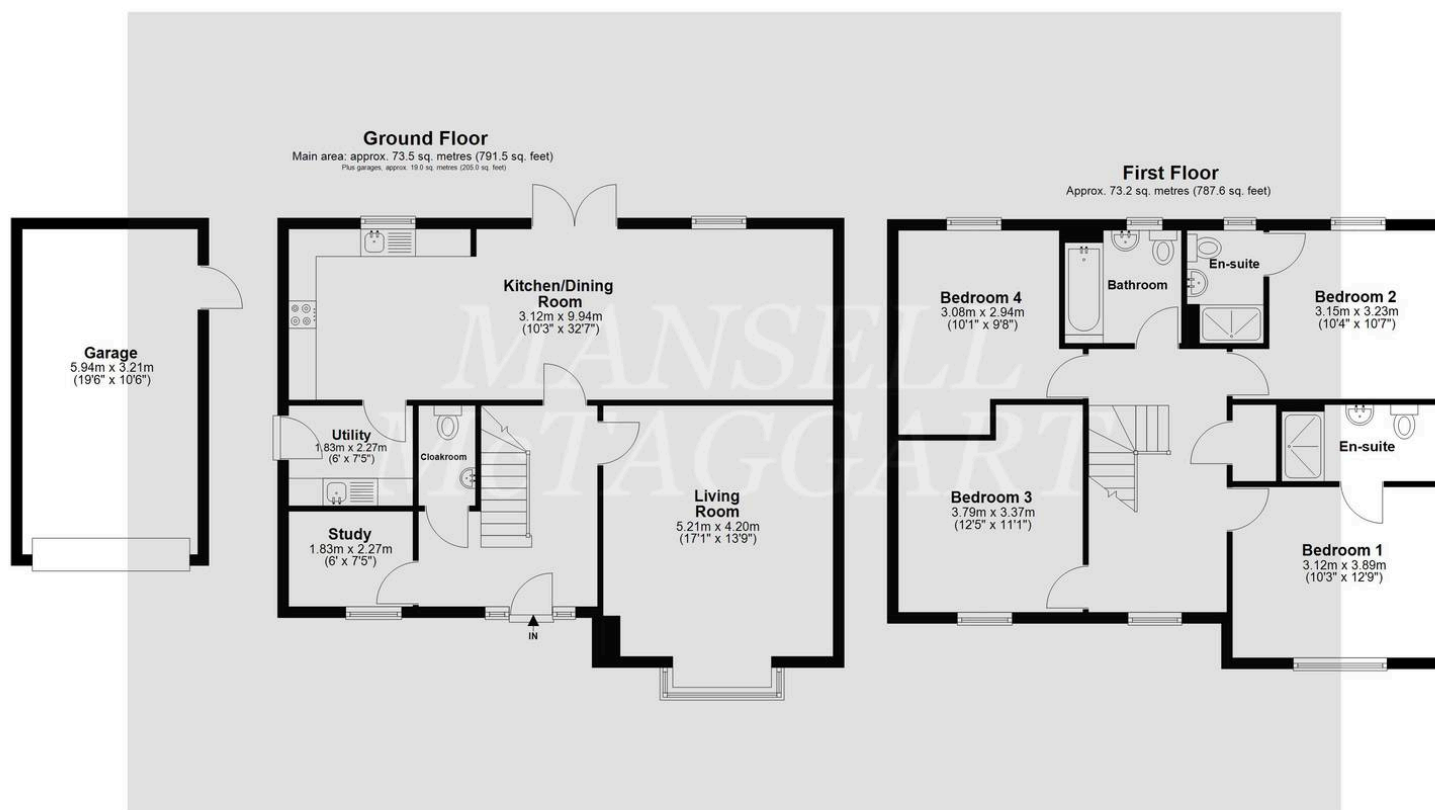 Ground Floor
Main area: approx. 73.5 sq. metres (791.5 sq. feet)
Plus garages, approx. 19.0 sq. metres (205.0 sq. feet)
Garage
5.94m x 3.21m
(19'6" x 10'6")
Kitchen/Dining
Room
3.12m x 9.94m
(10'3" x 32'7")
Utility
1.83m x 2.27m
(6' x 7'5")
Cloakroom
Study
1.83m x 2.27m
(6' x 7'5")
Living
Room
5.21m x 4.20m
(17'1" x 13'9")
IN
First Floor
Approx. 73.2 sq. metres (787.6 sq. feet)
Bedroom 4
3.08m x 2.94m
(10'1" x 9'8")
Bathroom
En-suite
Bedroom 2
3.15m x 3.23m
(10'4" x 10'7")
En-suite
Bedroom 3
3.79m x 3.37m
(12'5" x 11'1")
Bedroom 1
3.12m x 3.89m
(10'3" x 12'9")
MANSELL
McTAGGART